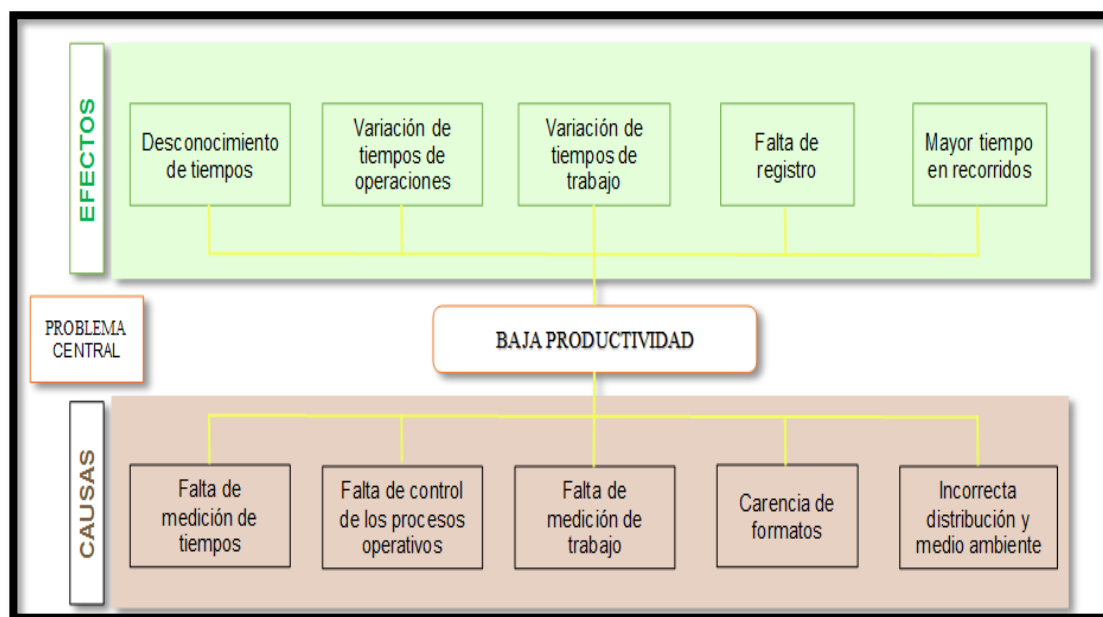 EFECTOS
Desconocimiento
de tiempos
Variación de
tiempos de
operaciones
Variación de
tiempos de
trabajo
Falta de
registro
Mayor tiempo
en recorridos
PROBLEMA
CENTRAL
BAJA PRODUCTIVIDAD
CAUSAS
Falta de
medición de
tiempos
Falta de control
de los procesos
operativos
Falta de
medición de
trabajo
Carencia de
formatos
Incorrecta
distribución y
medio ambiente